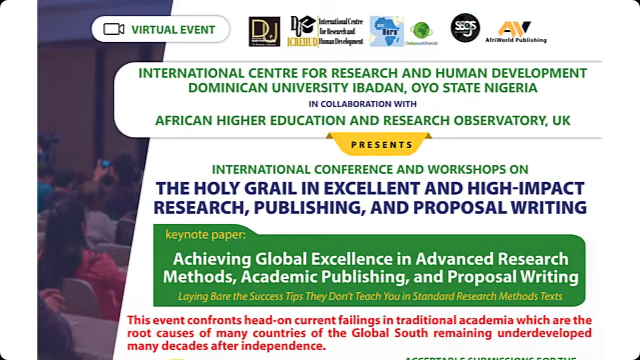 VIRTUAL EVENT
International Centre
for Research and
Human Development
ICREHUD
AfriWorld Publishing
INTERNATIONAL CENTRE FOR RESEARCH AND HUMAN DEVELOPMENT
DOMINICAN UNIVERSITY IBADAN, OYO STATE NIGERIA
IN COLLABORATION WITH
AFRICAN HIGHER EDUCATION AND RESEARCH OBSERVATORY, UK
PRESENTS
INTERNATIONAL CONFERENCE AND WORKSHOPS ON
THE HOLY GRAIL IN EXCELLENT AND HIGH-IMPACT
RESEARCH, PUBLISHING, AND PROPOSAL WRITING
keynote paper:
Achieving Global Excellence in Advanced Research
Methods, Academic Publishing, and Proposal Writing
Laying Bare the Success Tips They Don't Teach You in Standard Research Methods Texts
This event confronts head-on current failings in traditional academia which are the
root causes of many countries of the Global South remaining underdeveloped
many decades after independence.
ACCEPTABLE SUBMISSIONS FOR THE